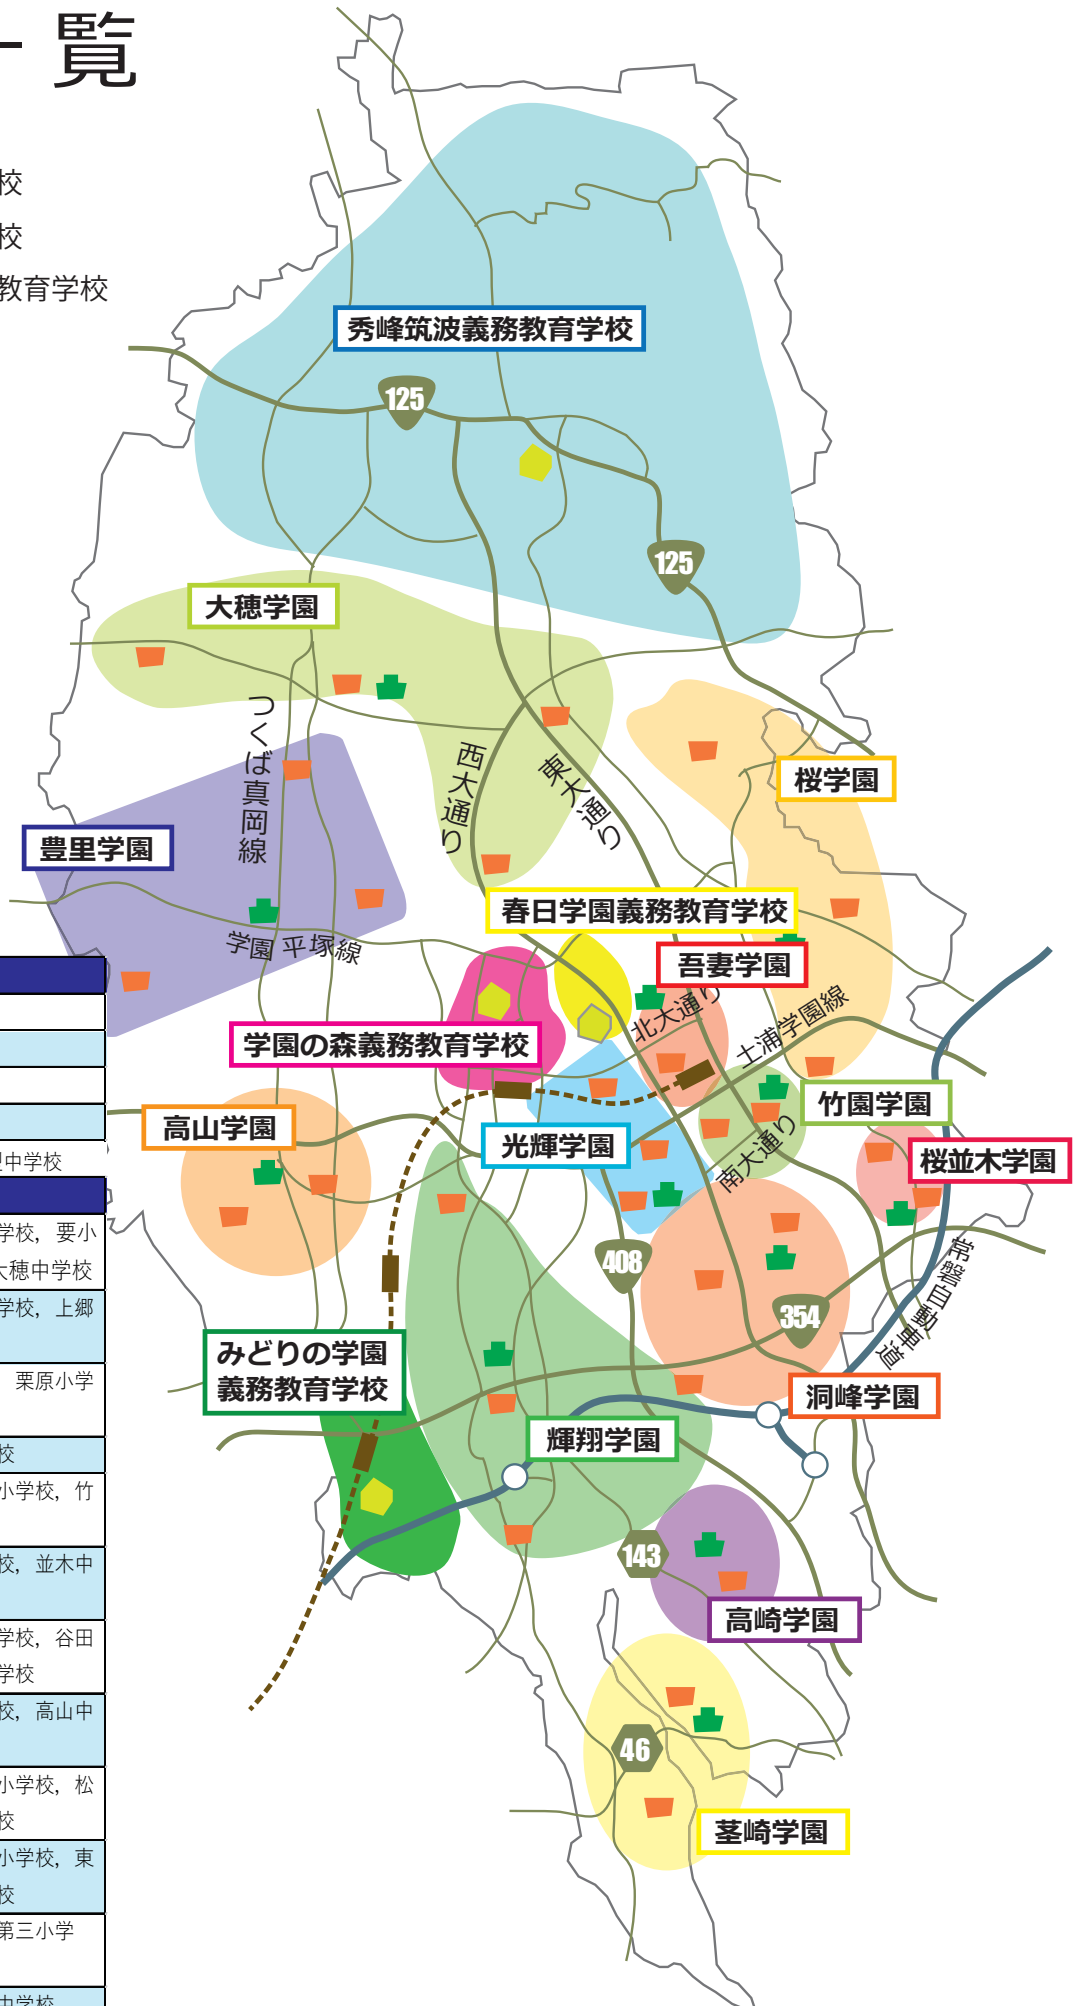 一覧
校
校
教育学校
秀峰筑波義務教育学校
125
125
大穂学園
つくば真岡線
西大通り
東大通り
桜学園
豊里学園
春日学園義務教育学校
吾妻学園
学園平塚線
北大通り
土浦学園線
学園の森義務教育学校
竹園学園
高山学園
光輝学園
南大通り
桜並木学園
中学校
学校，要小
大穂中学校
学校，上郷
栗原小学
校
小学校，竹
校，並木中
学校，谷田
学校
校，高山中
小学校，松
校
小学校，東
校
第三小学
中学校
408
354
常磐自動車道
みどりの学園
義務教育学校
洞峰学園
輝翔学園
143
高崎学園
46
茎崎学園